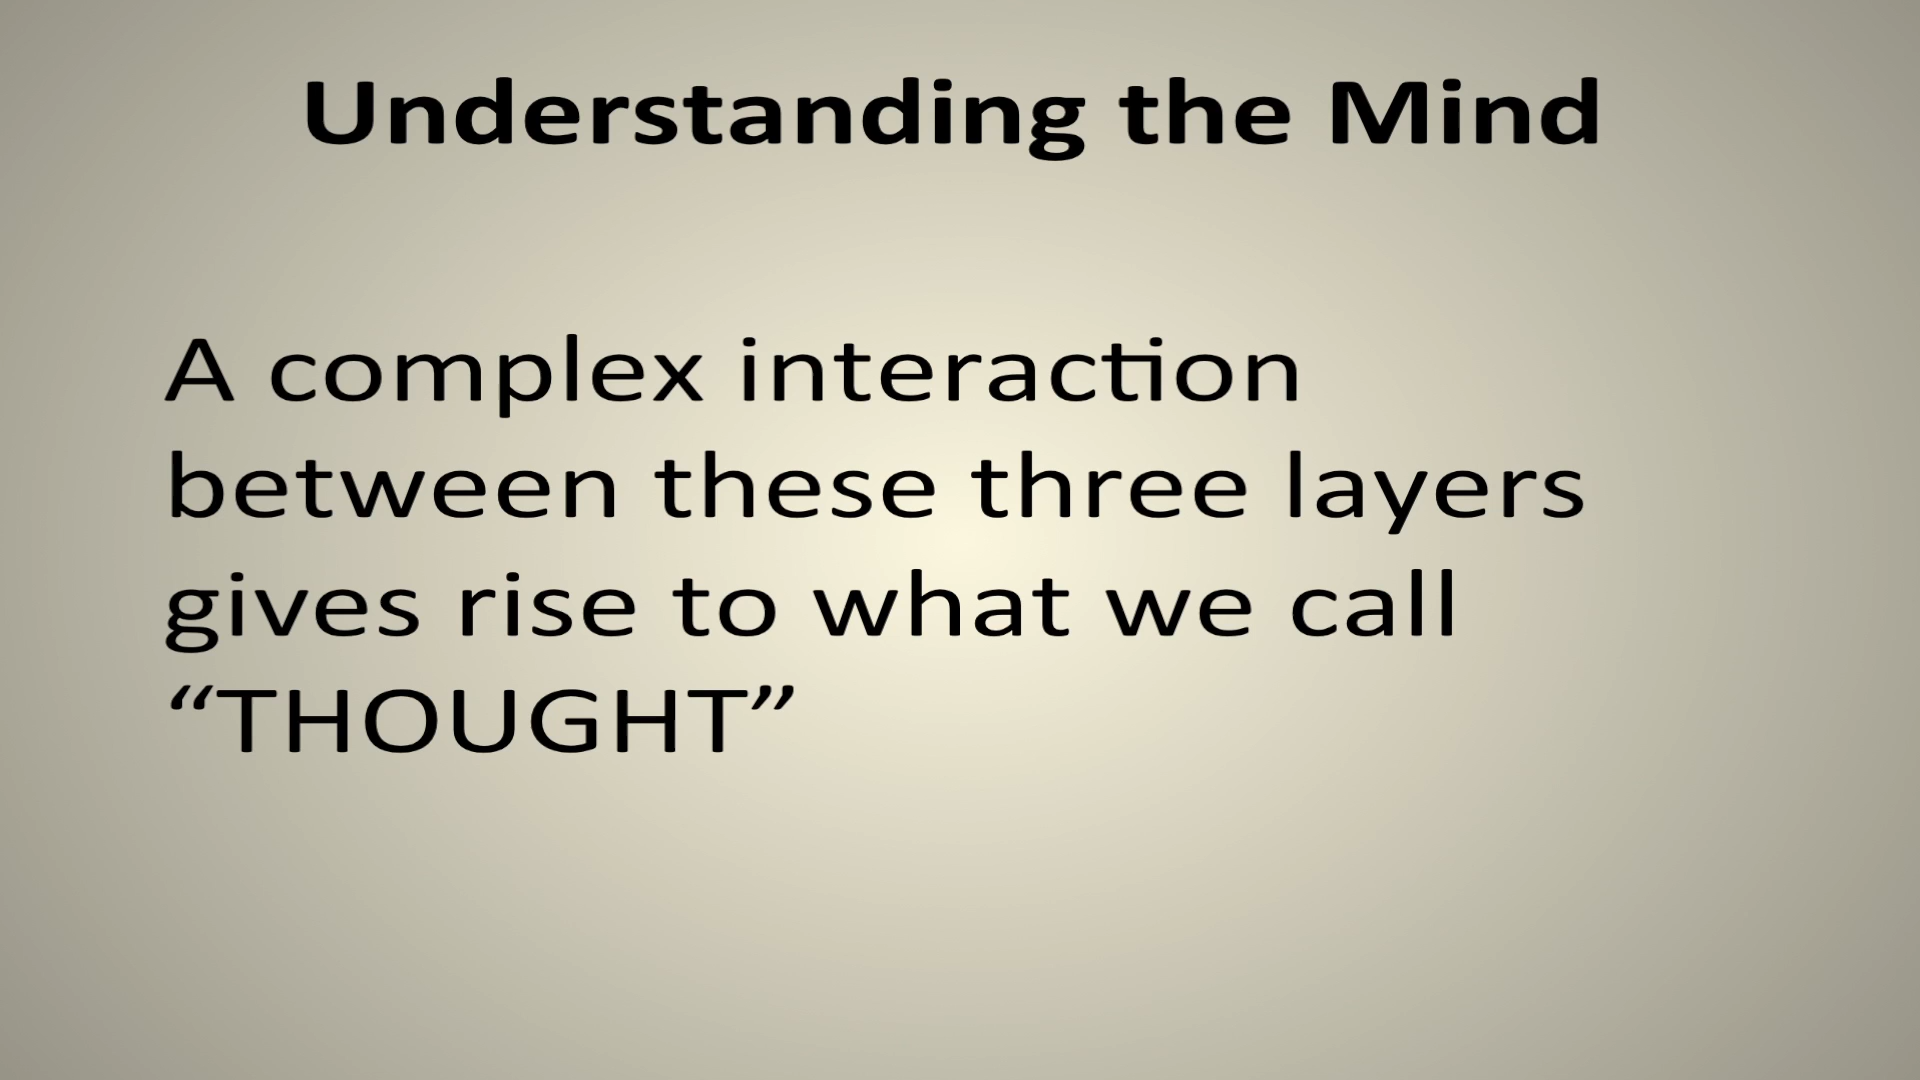 Understanding the Mind
A complex interaction
between these three layers
gives rise to what we call
“THOUGHT”